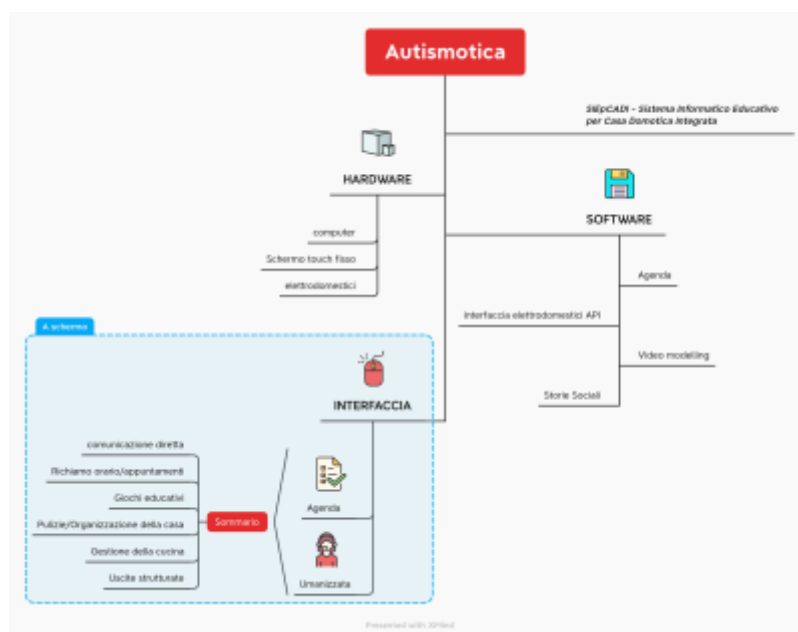 Autismotica
SIEpCADI - Sistema Informatico Educativo
per Casa Domotica Integrata
HARDWARE
computer
Schermo touch fisso
elettrodomestici
SOFTWARE
Agenda
interfaccia elettrodomestici API
Video modelling
Storie Sociali
A schermo
INTERFACCIA
Agenda
Umanizzata
Sommario
comunicazione diretta
Richiamo orario/appuntamenti
Giochi educativi
Pulizie/Organizzazione della casa
Gestione della cucina
Uscite strutturate
Presented with XMind